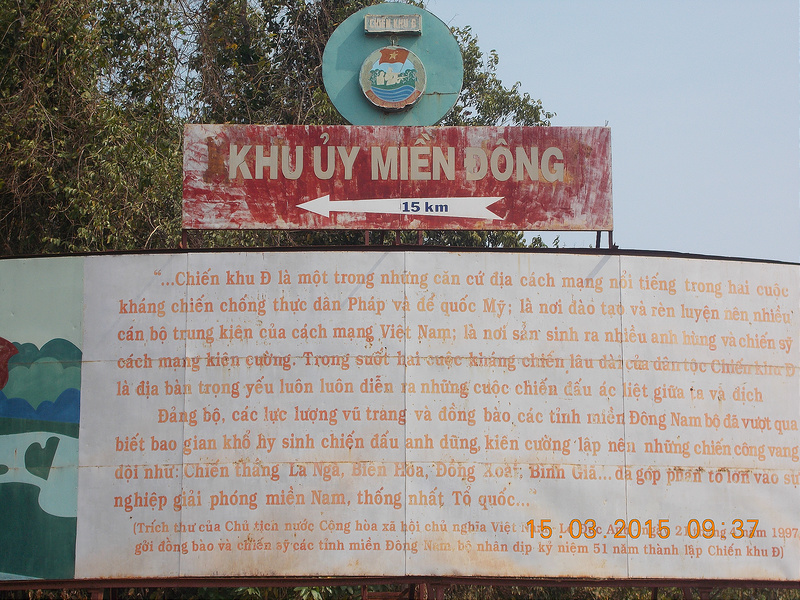 KHU ỦY MIỀN ĐÔNG
15 km
“...Chiến khu Đ là một trong những căn cứ địa cách mạng nổi tiếng trong hai cuộc
kháng chiến chống thực dân Pháp và đế quốc Mỹ; là nơi đào tạo và rèn luyện nên nhiều
cán bộ trung kiên của cách mạng Việt Nam; là nơi sản sinh ra nhiều anh hùng và chiến sỹ
cách mạng kiên cường. Trong suốt hai cuộc kháng chiến lâu dài của dân tộc Chiến khu Đ
là địa bàn trọng yếu luôn luôn diễn ra những cuộc chiến đấu ác liệt giữa ta và địch
Đảng bộ, các lực lượng vũ trang và đồng bào các tỉnh miền Đông Nam bộ đã vượt qua
biết bao gian khổ hy sinh chiến đấu anh dũng, kiên cường lập nên những chiến công vang
dội như: Chiến thắng La Ngà, Biên Hòa, Đồng Xoài, Bình Giã... đã góp phần to lớn vào sự
nghiệp giải phóng miền Nam, thống nhất Tổ quốc...
(Trích thư của Chủ tịch nước Cộng hòa xã hội chủ nghĩa Việt 4 năm 1997
gởi đồng bào và chiến sỹ các tỉnh miền Đông Nam bộ nhân dịp kỷ niệm 51 năm thành lập Chiến khu Đ)
15 03 2015 09:37